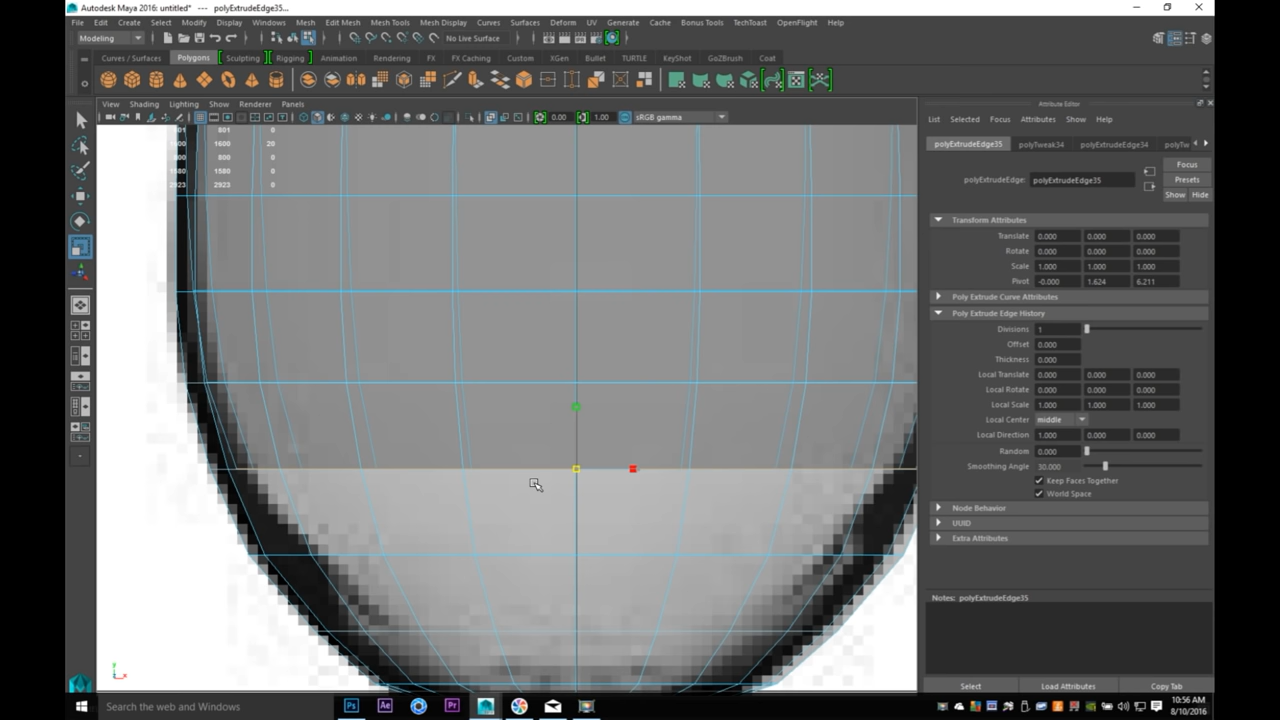 Autodesk Maya 2016: untitled* --- polyExtrudeEdge35...
File Edit Create Select Modify Display Windows Mesh Edit Mesh Mesh Tools Mesh Display Curves Surfaces Deform UV Generate Cache Bonus Tools TechToast OpenFlight Help
Modeling No Live Surface
Curves / Surfaces Polygons Sculpting Rigging Animation Rendering FX FX Caching Custom XGen Bullet TURTLE KeyShot GoZBrush Coat
View Shading Lighting Show Renderer Panels
0.00 1.00 sRGB gamma
801 0
1600 20
800 0
1580 1580 0
2923 2923 0
Attribute Editor
List Selected Focus Attributes Show Help
polyExtrudeEdge35 polyTweak34 polyExtrudeEdge34 polyTw
Focus
polyExtrudeEdge: polyExtrudeEdge35
Presets
Show Hide
Transform Attributes
Translate 0.000 0.000 0.000
Rotate 0.000 0.000 0.000
Scale 1.000 1.000 1.000
Pivot -0.000 1.624 6.211
Poly Extrude Curve Attributes
Poly Extrude Edge History
Divisions 1
Offset 0.000
Thickness 0.000
Local Translate 0.000 0.000 0.000
Local Rotate 0.000 0.000 0.000
Local Scale 1.000 1.000 1.000
Local Center middle
Local Direction 1.000 0.000 0.000
Random 0.000
Smoothing Angle 30.000
Keep Faces Together
World Space
Node Behavior
UUID
Extra Attributes
Notes: polyExtrudeEdge35
Select Load Attributes Copy Tab
Search the web and Windows
Ps Ae Pr
10:56 AM
8/10/2016